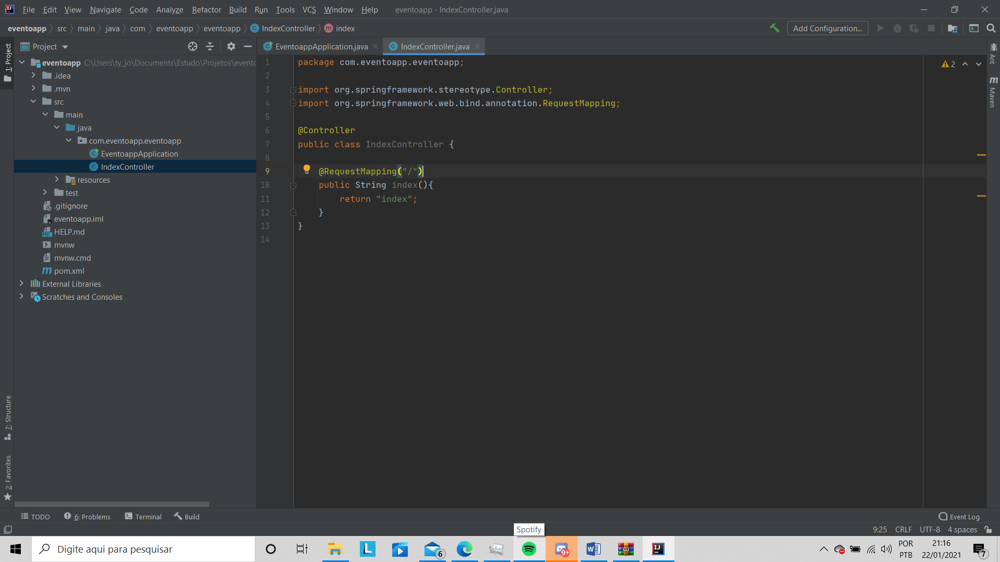 File Edit View Navigate Code Analyze Refactor Build Run Tools VCS Window Help eventoapp - IndexController.java
eventoapp src main java com eventoapp eventoapp IndexController index Add Configuration...
1: Project
Project
EventoappApplication.java
IndexController.java
eventoapp C:\Users\ty_jo\Documents\Estudo\Projetos\evento
.idea
.mvn
src
main
java
com.eventoapp.eventoapp
EventoappApplication
IndexController
resources
test
.gitignore
eventoapp.iml
HELP.md
mvnw
mvnw.cmd
pom.xml
External Libraries
Scratches and Consoles
1 package com.eventoapp.eventoapp;
2
3 import org.springframework.stereotype.Controller;
4 import org.springframework.web.bind.annotation.RequestMapping;
5
6 @Controller
7 public class IndexController {
8
9 @RequestMapping("/")
10 public String index(){
11 return "index";
12 }
13 }
14
2
Ant
Maven
7: Structure
2: Favorites
TODO 6: Problems Terminal Build Event Log
9:25 CRLF UTF-8 4 spaces
Spotify
Digite aqui para pesquisar
6
9+
POR
PTB
21:16
22/01/2021
7